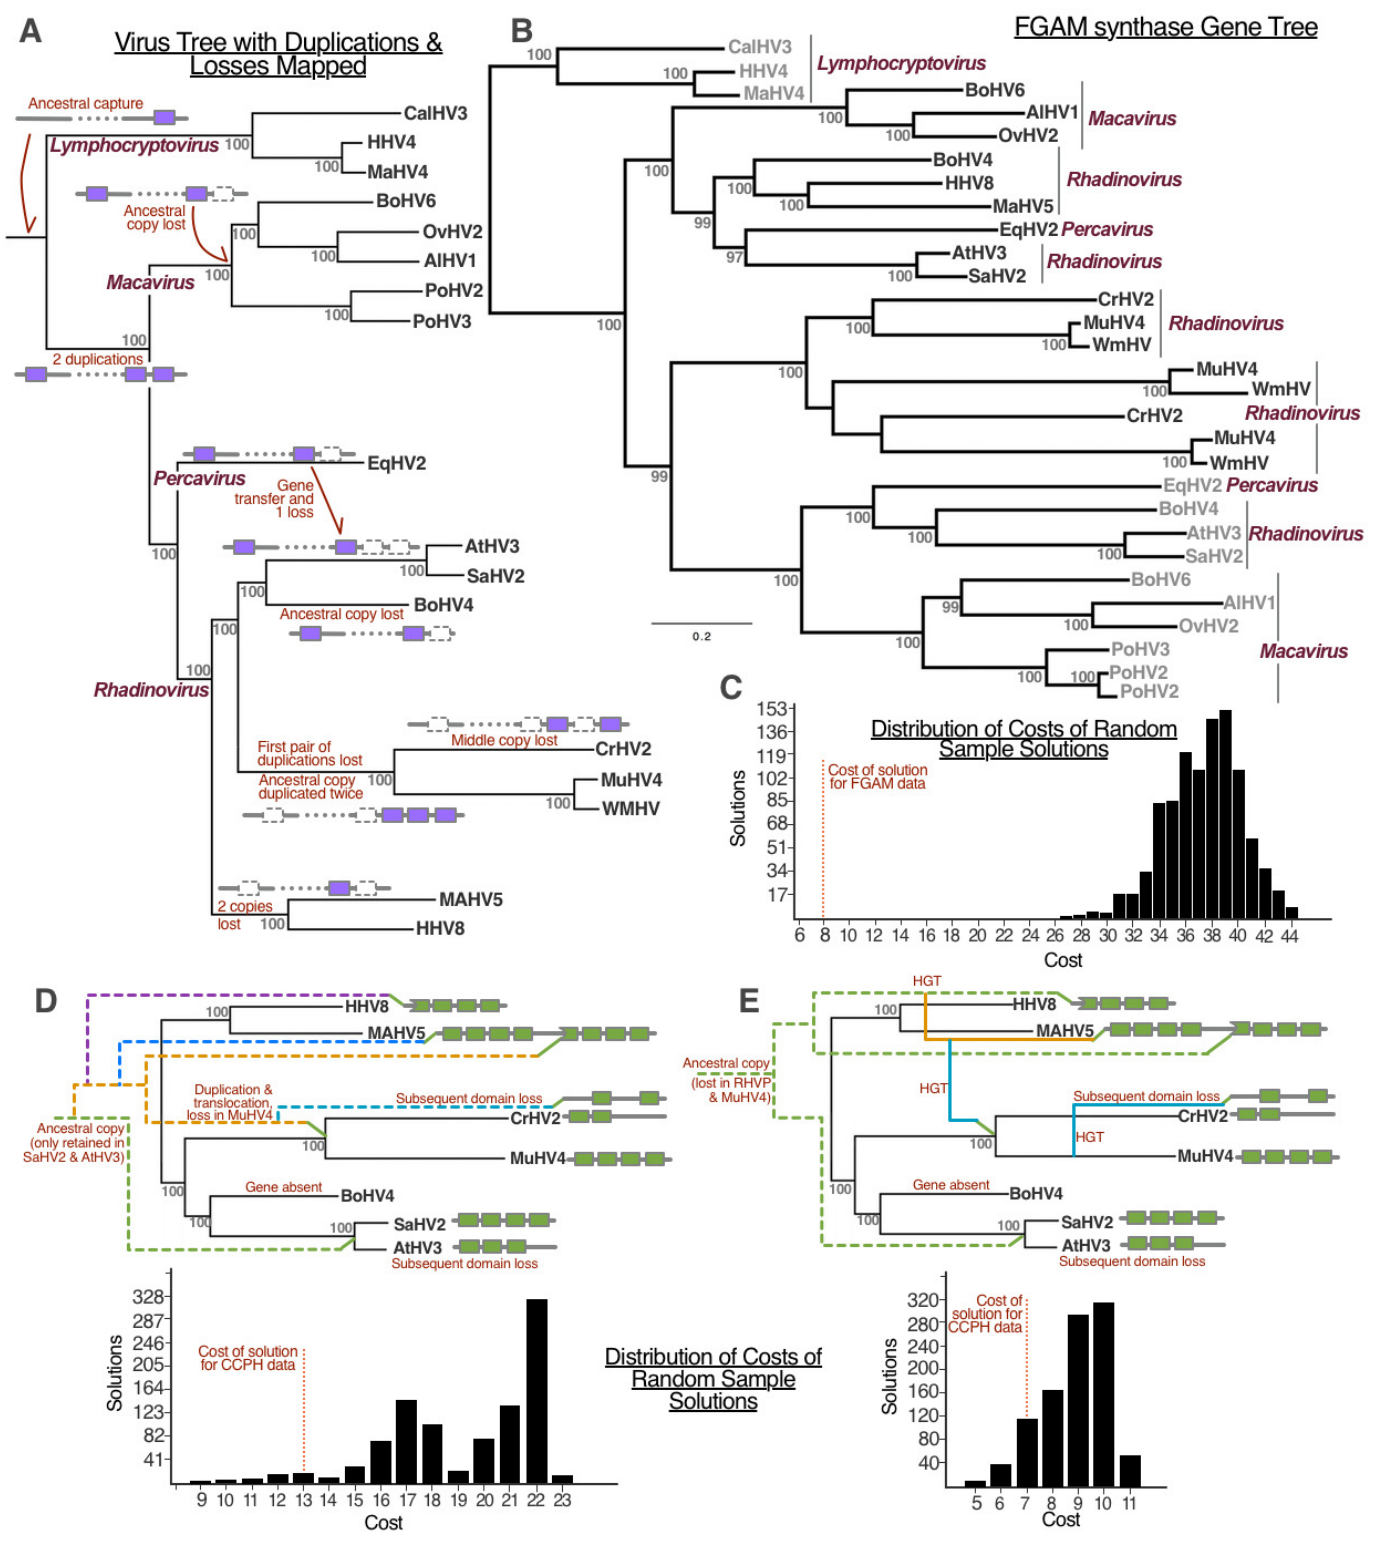 A
Virus Tree with Duplications &
Losses Mapped
Ancestral capture
CalHV3
Lymphocryptovirus
100
HHV4
100
MaHV4
Ancestral
copy lost
BoHV6
100
OvHV2
100
AlHV1
100
Macavirus
PoHV2
100
PoHV3
100
2 duplications
Percavirus
EqHV2
Gene
transfer and
1 loss
100
AtHV3
100
SaHV2
100
BoHV4
Ancestral copy lost
100
100
Rhadinovirus
First pair of
duplications lost
Middle copy lost
CrHV2
100
Ancestral copy
duplicated twice
MuHV4
100
WMHV
2 copies
lost
MAHV5
100
HHV8
B
FGAM synthase Gene Tree
100
CalHV3
100
HHV4
MaHV4
Lymphocryptovirus
BoHV6
100
AlHV1
100
OvHV2
Macavirus
100
BoHV4
100
HHV8
100
MaHV5
Rhadinovirus
99
EqHV2 Percavirus
97
AtHV3
100
SaHV2
Rhadinovirus
100
CrHV2
100
MuHV4
100
WmHV
Rhadinovirus
100
MuHV4
100
WmHV
CrHV2
Rhadinovirus
MuHV4
100
WmHV
99
EqHV2 Percavirus
100
BoHV4
AtHV3
100
SaHV2
Rhadinovirus
100
BoHV6
99
AlHV1
100
OvHV2
100
PoHV3
100
100
PoHV2
PoHV2
Macavirus
0.2
C
Distribution of Costs of Random
Sample Solutions
Cost of solution
for FGAM data
Solutions
153
136
119
102
85
68
51
34
17
6 8 10 12 14 16 18 20 22 24 26 28 30 32 34 36 38 40 42 44
Cost
D
HHV8
100
MAHV5
Duplication &
translocation,
loss in MuHV4
Subsequent domain loss
CrHV2
Ancestral copy
(only retained in
SaHV2 & AtHV3)
100
MuHV4
100
Gene absent
BoHV4
100
100
SaHV2
AtHV3
Subsequent domain loss
Solutions
328
287
246
205
164
123
82
41
Cost of solution
for CCPH data
9 10 11 12 13 14 15 16 17 18 19 20 21 22 23
Cost
Distribution of Costs of
Random Sample
Solutions
E
HGT
HHV8
100
MAHV5
Ancestral copy
(lost in RHVP
& MuHV4)
HGT
Subsequent domain loss
CrHV2
100
HGT
MuHV4
100
Gene absent
BoHV4
100
100
SaHV2
AtHV3
Subsequent domain loss
Solutions
320
280
240
200
160
120
80
40
Cost of
solution for
CCPH data
5 6 7 8 9 10 11
Cost